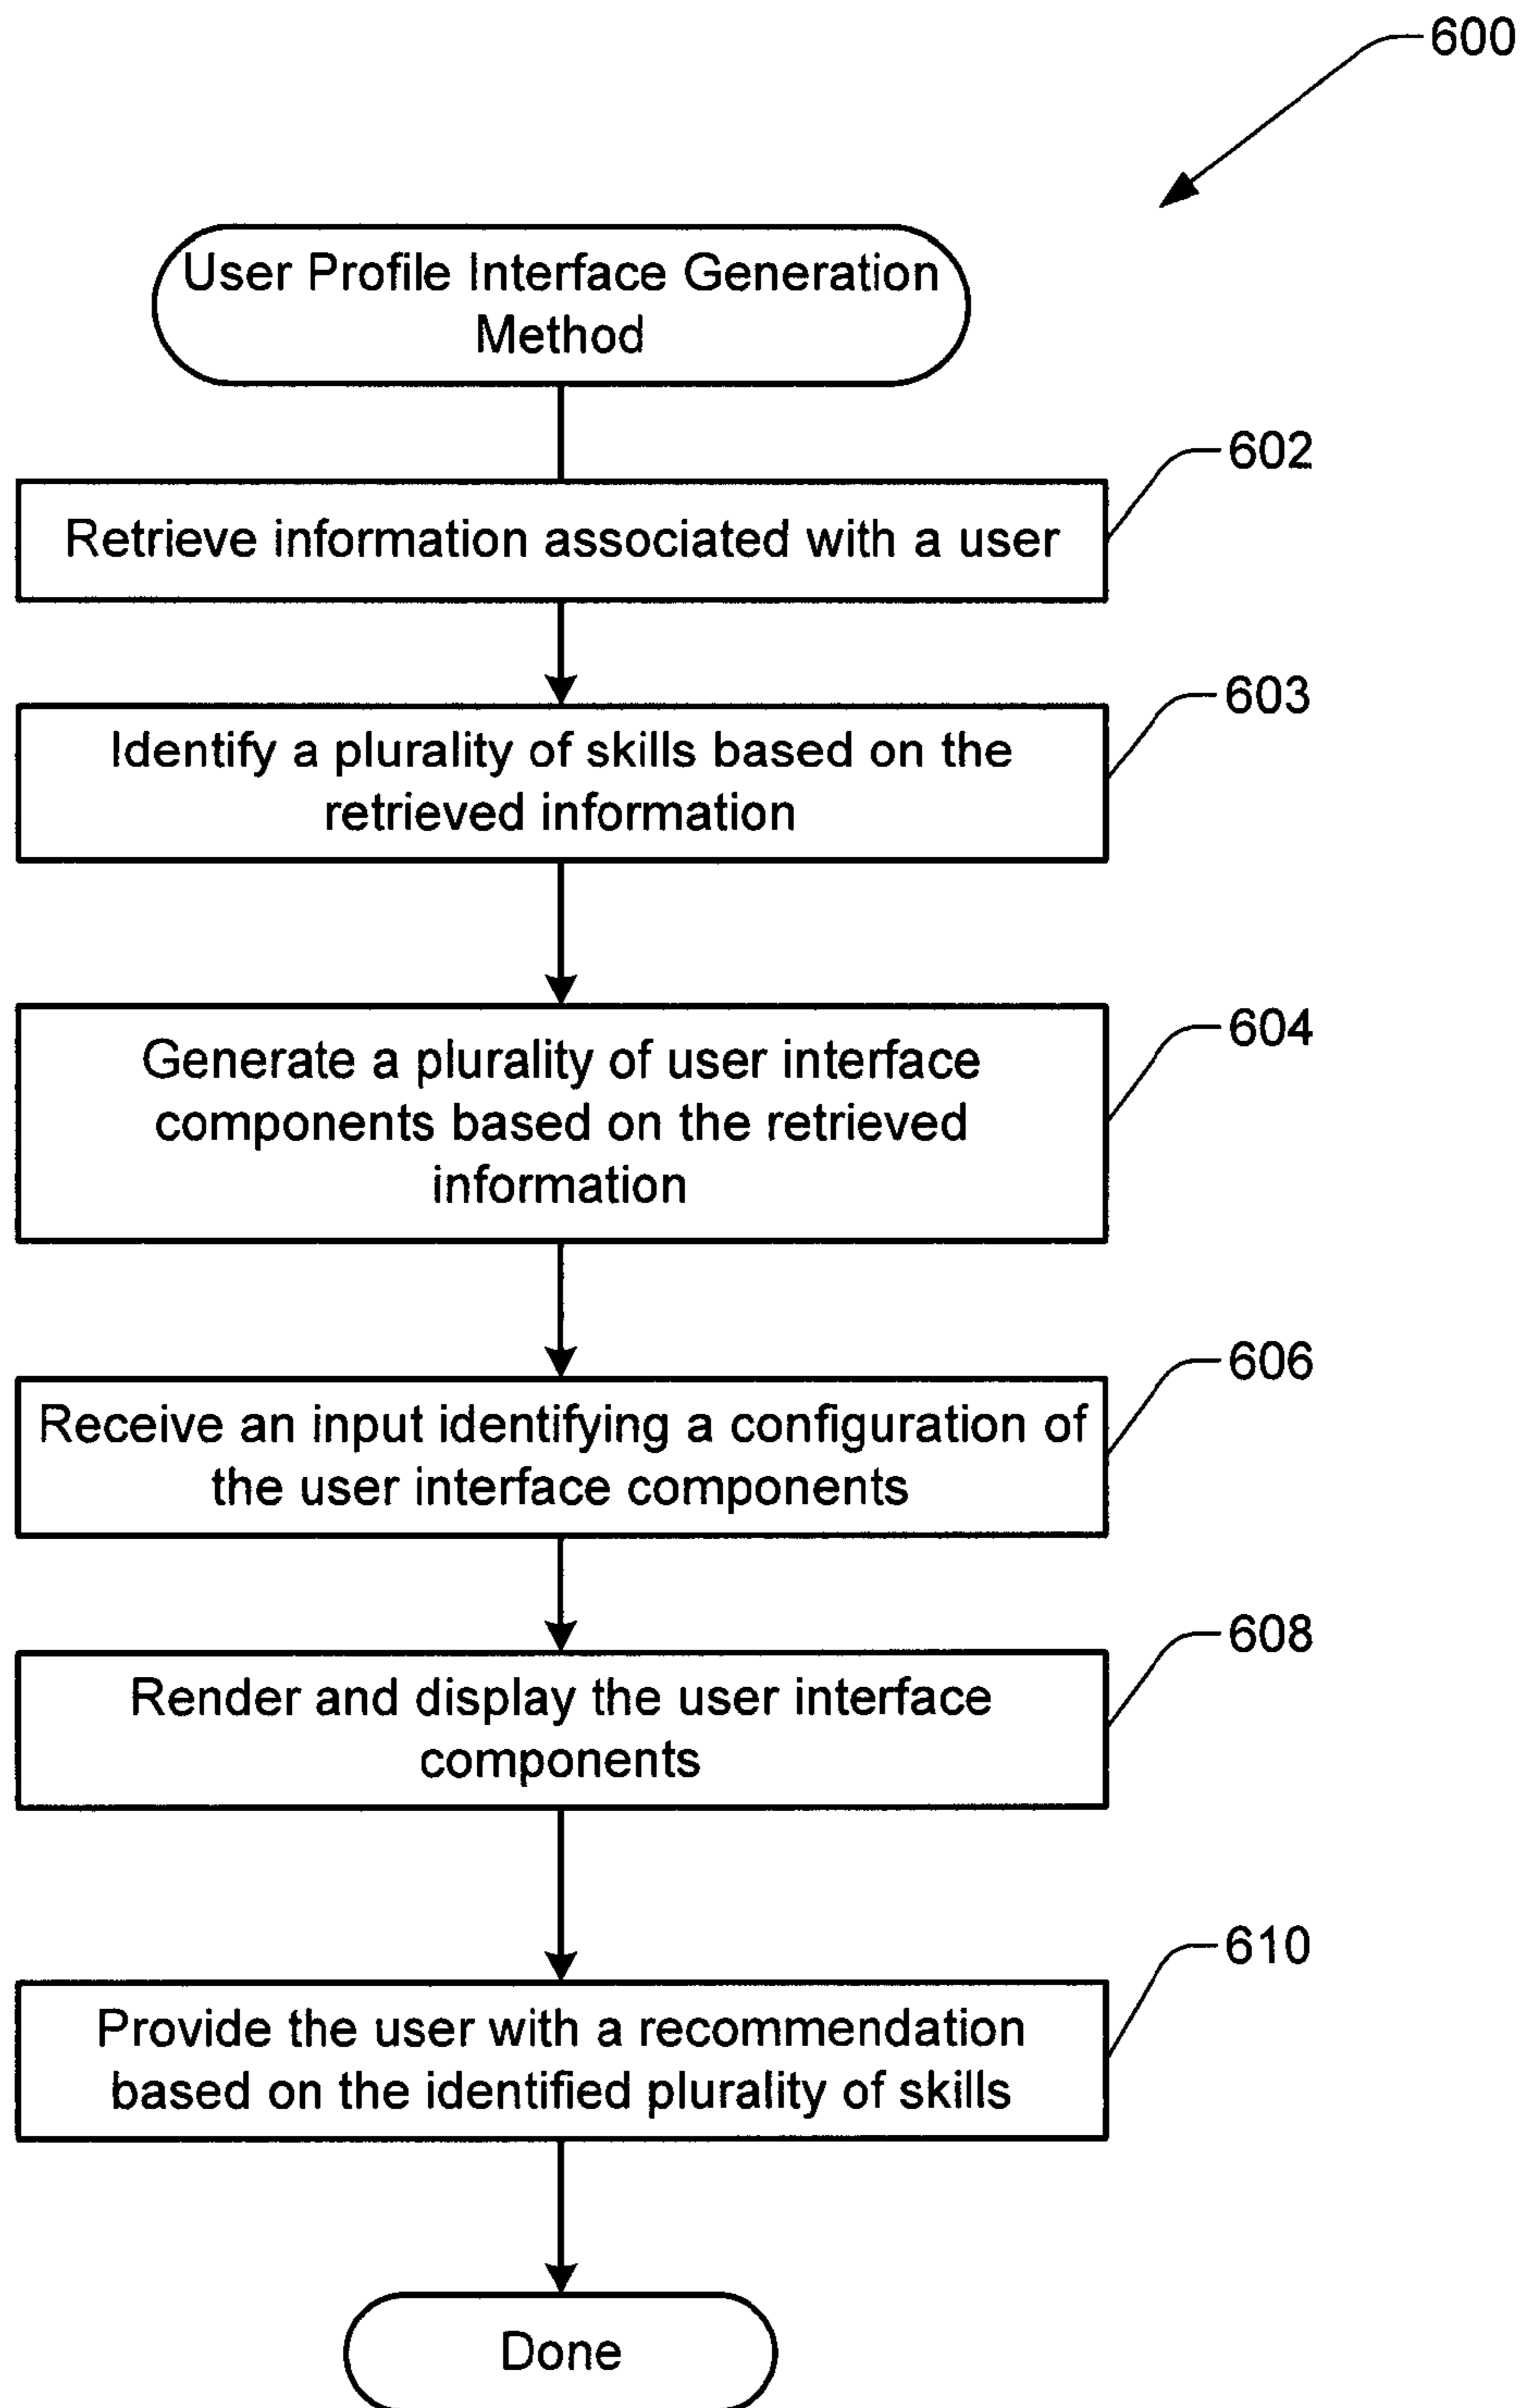 600
User Profile Interface Generation
Method
602
Retrieve information associated with a user
603
Identify a plurality of skills based on the
retrieved information
604
Generate a plurality of user interface
components based on the retrieved
information
606
Receive an input identifying a configuration of
the user interface components
608
Render and display the user interface
components
610
Provide the user with a recommendation
based on the identified plurality of skills
Done